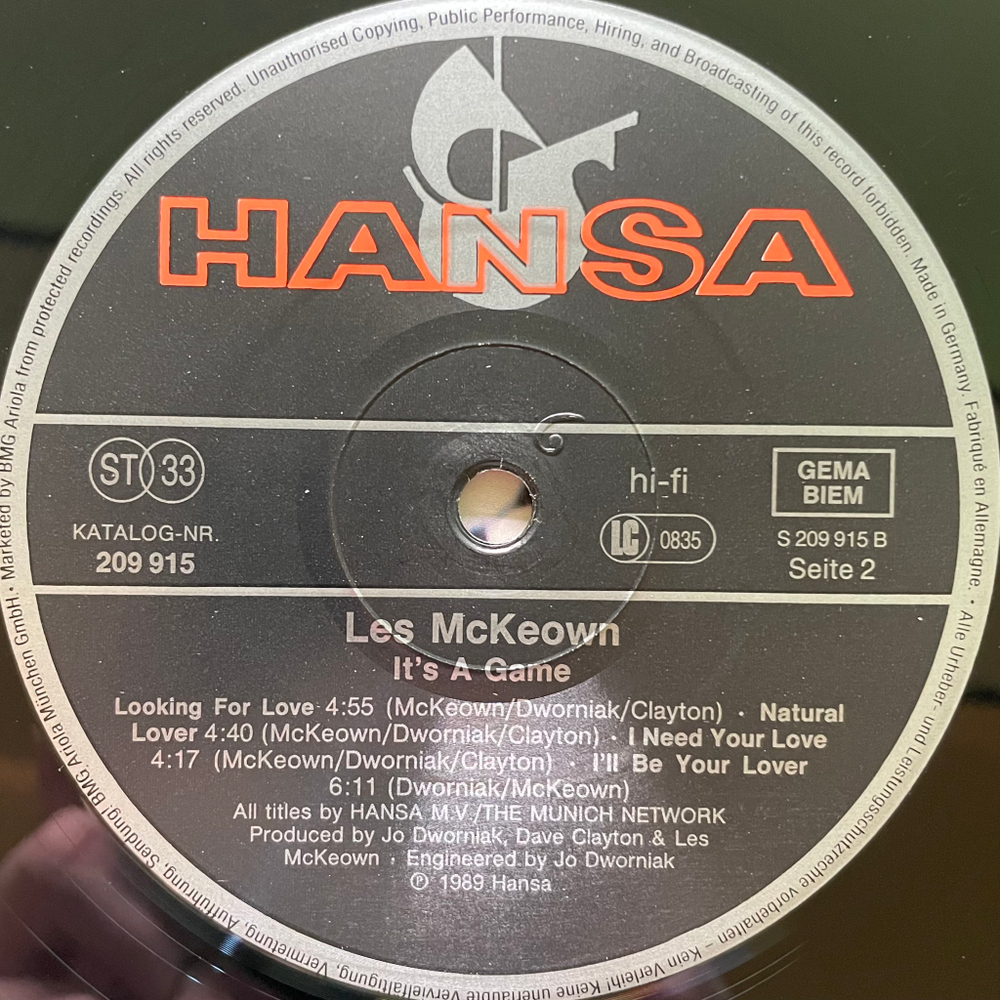 HANSA
ST 33
KATALOG-NR.
209 915
hi-fi
LC 0835
GEMA
BIEM
S 209 915 B
Seite 2
Les McKeown
It's A Game
Looking For Love 4:55 (McKeown/Dworniak/Clayton) · Natural
Lover 4:40 (McKeown/Dworniak/Clayton) · I Need Your Love
4:17 (McKeown/Dworniak/Clayton) · I'll Be Your Lover
6:11 (Dworniak/McKeown)
All titles by HANSA M.V./THE MUNICH NETWORK
Produced by Jo Dworniak, Dave Clayton & Les
McKeown · Engineered by Jo Dworniak
℗ 1989 Hansa
Marketed by BMG Ariola from protected recordings. All rights reserved. Unauthorised Copying, Public Performance, Hiring, and Broadcasting of this record forbidden. Made in Germany. Fabriqué en Allemagne. • Alle Urheber- und Leistungsschutzrechte vorbehalten – Kein Verleih! Keine unerlaubte Vervielfältigung, Vermietung, Aufführung, Sendung! BMG Ariola München GmbH. •